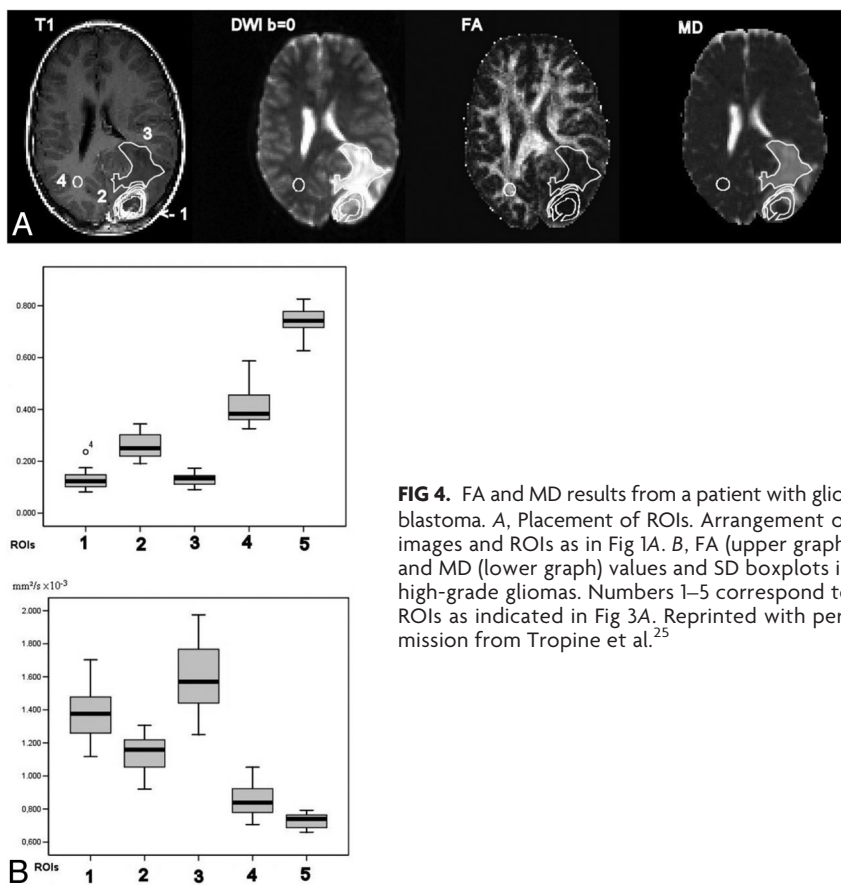 T1 DWI b=0 FA MD
3
4
2
<- 1
A
0.800
0.600
0.400
0.200
0.000
4
ROIs 1 2 3 4 5
FIG 4. FA and MD results from a patient with glio
blastoma. A, Placement of ROIs. Arrangement o
images and ROIs as in Fig 1A. B, FA (upper graph
and MD (lower graph) values and SD boxplots i
high-grade gliomas. Numbers 1–5 correspond to
ROIs as indicated in Fig 3A. Reprinted with per
mission from Tropine et al.25
mm²/s ×10-3
2.000
1.800
1.600
1.400
1.200
1.000
0,800
0,600
B ROIs 1 2 3 4 5